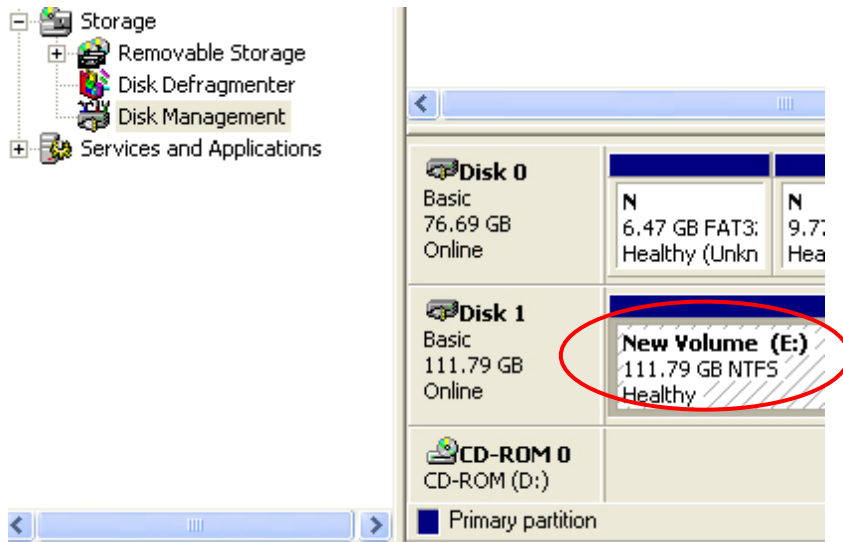 Storage
Removable Storage
Disk Defragmenter
Disk Management
Services and Applications
Disk 0
Basic
76.69 GB
Online
N
6.47 GB FAT3
Healthy (Unkn
N
9.77
Hea
Disk 1
Basic
111.79 GB
Online
New Volume (E:)
111.79 GB NTFS
Healthy
CD-ROM 0
CD-ROM (D:)
Primary partition